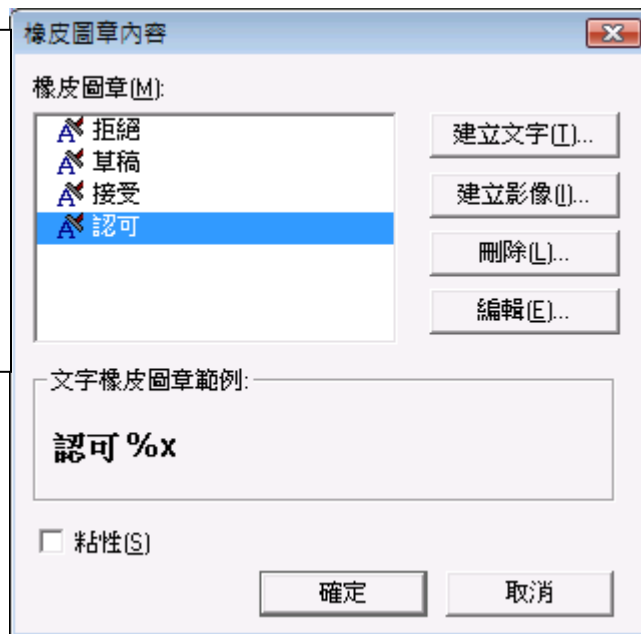 橡皮圖章內容
橡皮圖章(M):
拒絕
草稿
接受
認可
建立文字(T)...
建立影像(I)...
刪除(L)...
編輯(E)...
文字橡皮圖章範例:
認可 %x
粘性(S)
確定
取消